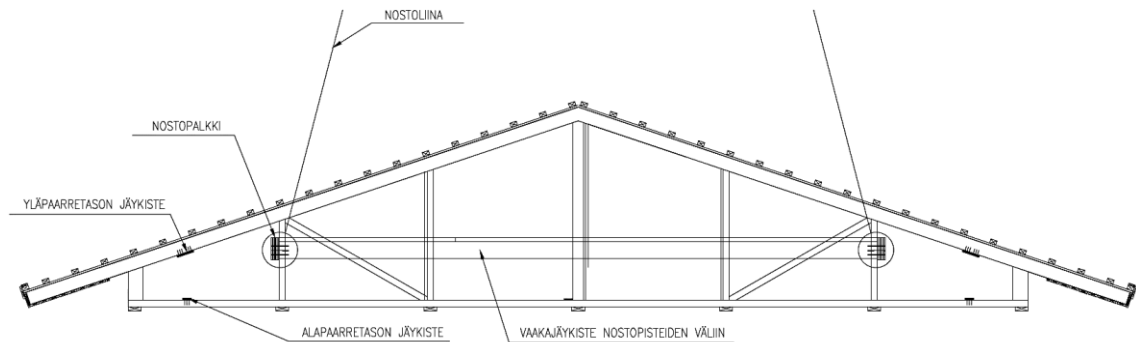 NOSTOLIINA
NOSTOPALKKI
YLÄPAARRETASON JÄYKISTE
ALAPAARRETASON JÄYKISTE
VAAKAJÄYKISTE NOSTOPISTEIDEN VÄLIIN